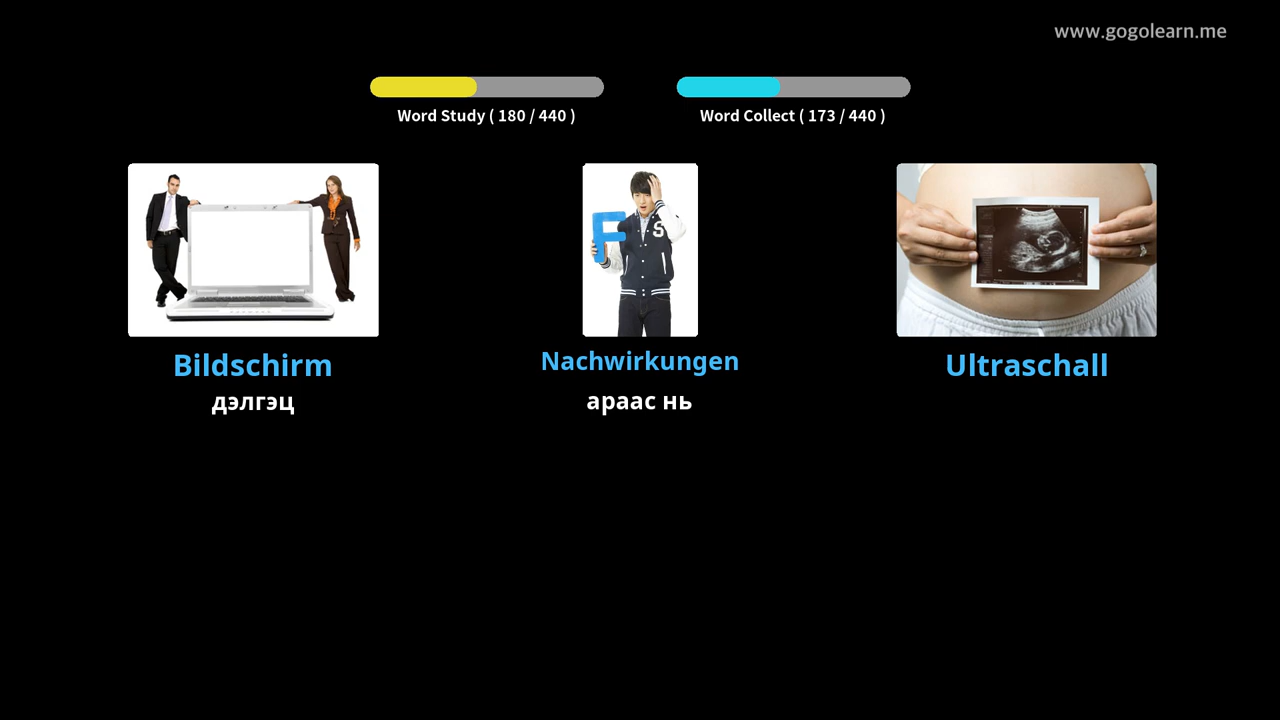 www.gogolearn.me
Word Study ( 180 / 440 )
Word Collect ( 173 / 440 )
F
S
Bildschirm
Nachwirkungen
Ultraschall
дэлгэц
араас нь